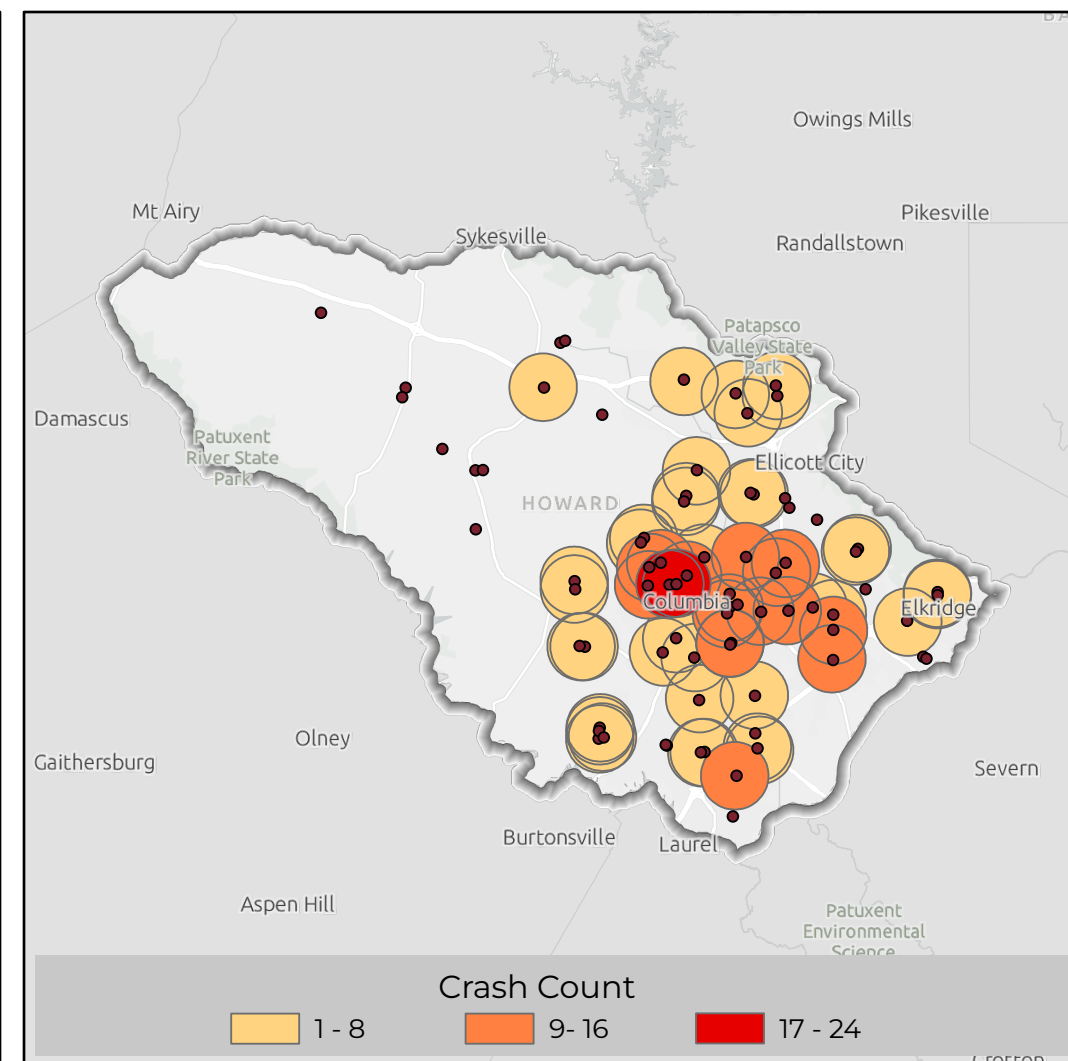 Owings Mills
Mt Airy
Pikesville
Sykesville
Randallstown
Patapsco
Valley State
Park
Damascus
Patuxent
River State
Park
Ellicott City
HOWARD
Columbia
Elkridge
Olney
Gaithersburg
Severn
Burtonsville
Laurel
Aspen Hill
Patuxent
Environmental
Science
Crash Count
1 - 8
9- 16
17 - 24